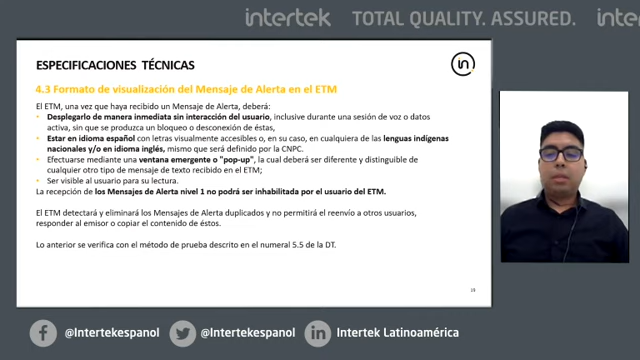 intertek TOTAL QUALITY. ASSURED. inte
ESPECIFICACIONES TÉCNICAS
in
4.3 Formato de visualización del Mensaje de Alerta en el ETM
El ETM, una vez que haya recibido un Mensaje de Alerta, deberá:
• Desplegarlo de manera inmediata sin interacción del usuario, inclusive durante una sesión de voz o datos
activa, sin que se produzca un bloqueo o desconexión de éstas,
• Estar en idioma español con letras visualmente accesibles o, en su caso, en cualquiera de las lenguas indígenas
nacionales y/o en idioma inglés, mismo que será definido por la CNPC.
• Efectuarse mediante una ventana emergente o "pop-up", la cual deberá ser diferente y distinguible de
cualquier otro tipo de mensaje de texto recibido en el ETM;
• Ser visible al usuario para su lectura.
La recepción de los Mensajes de Alerta nivel 1 no podrá ser inhabilitada por el usuario del ETM.
El ETM detectará y eliminará los Mensajes de Alerta duplicados y no permitirá el reenvío a otros usuarios,
responder al emisor o copiar el contenido de éstos.
Lo anterior se verifica con el método de prueba descrito en el numeral 5.5 de la DT.
@Intertekespanol @Intertekespanol in Intertek Latinoamérica